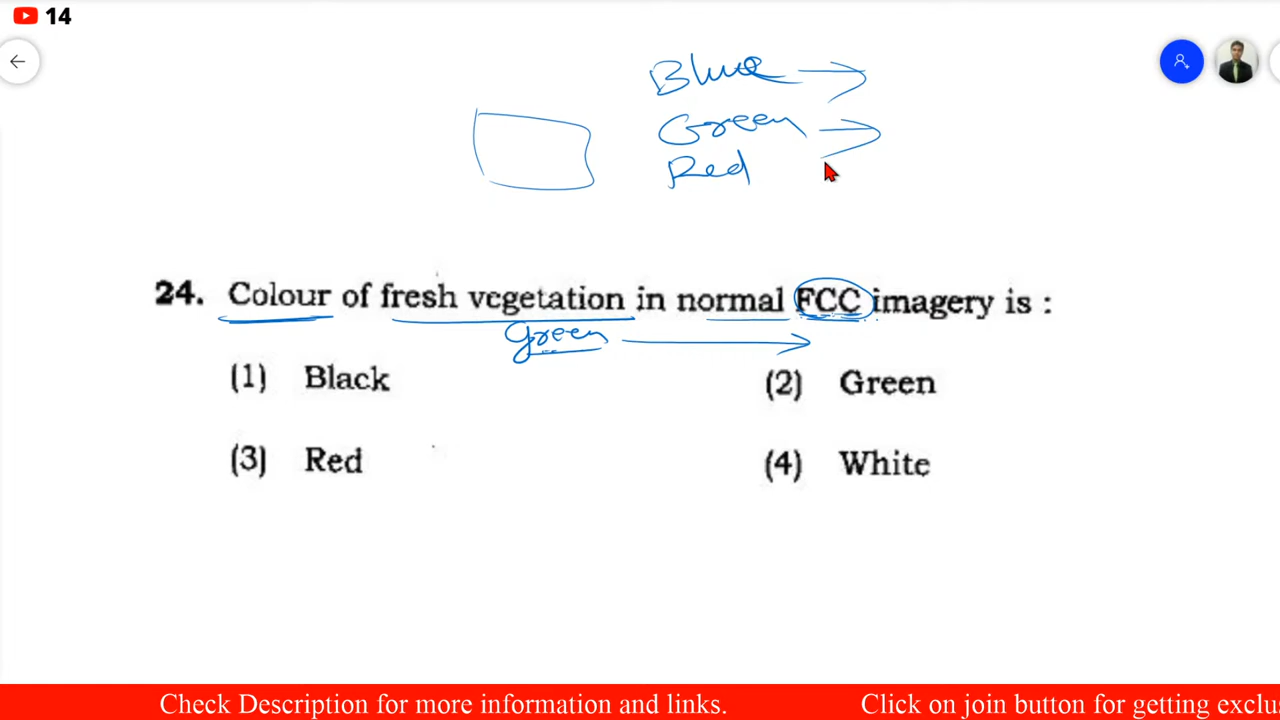 14
Blue
Green
Red
24. Colour of fresh vegetation in normal FCC imagery is :
green
(1) Black (2) Green
(3) Red (4) White
Check Description for more information and links. Click on join button for getting exclu